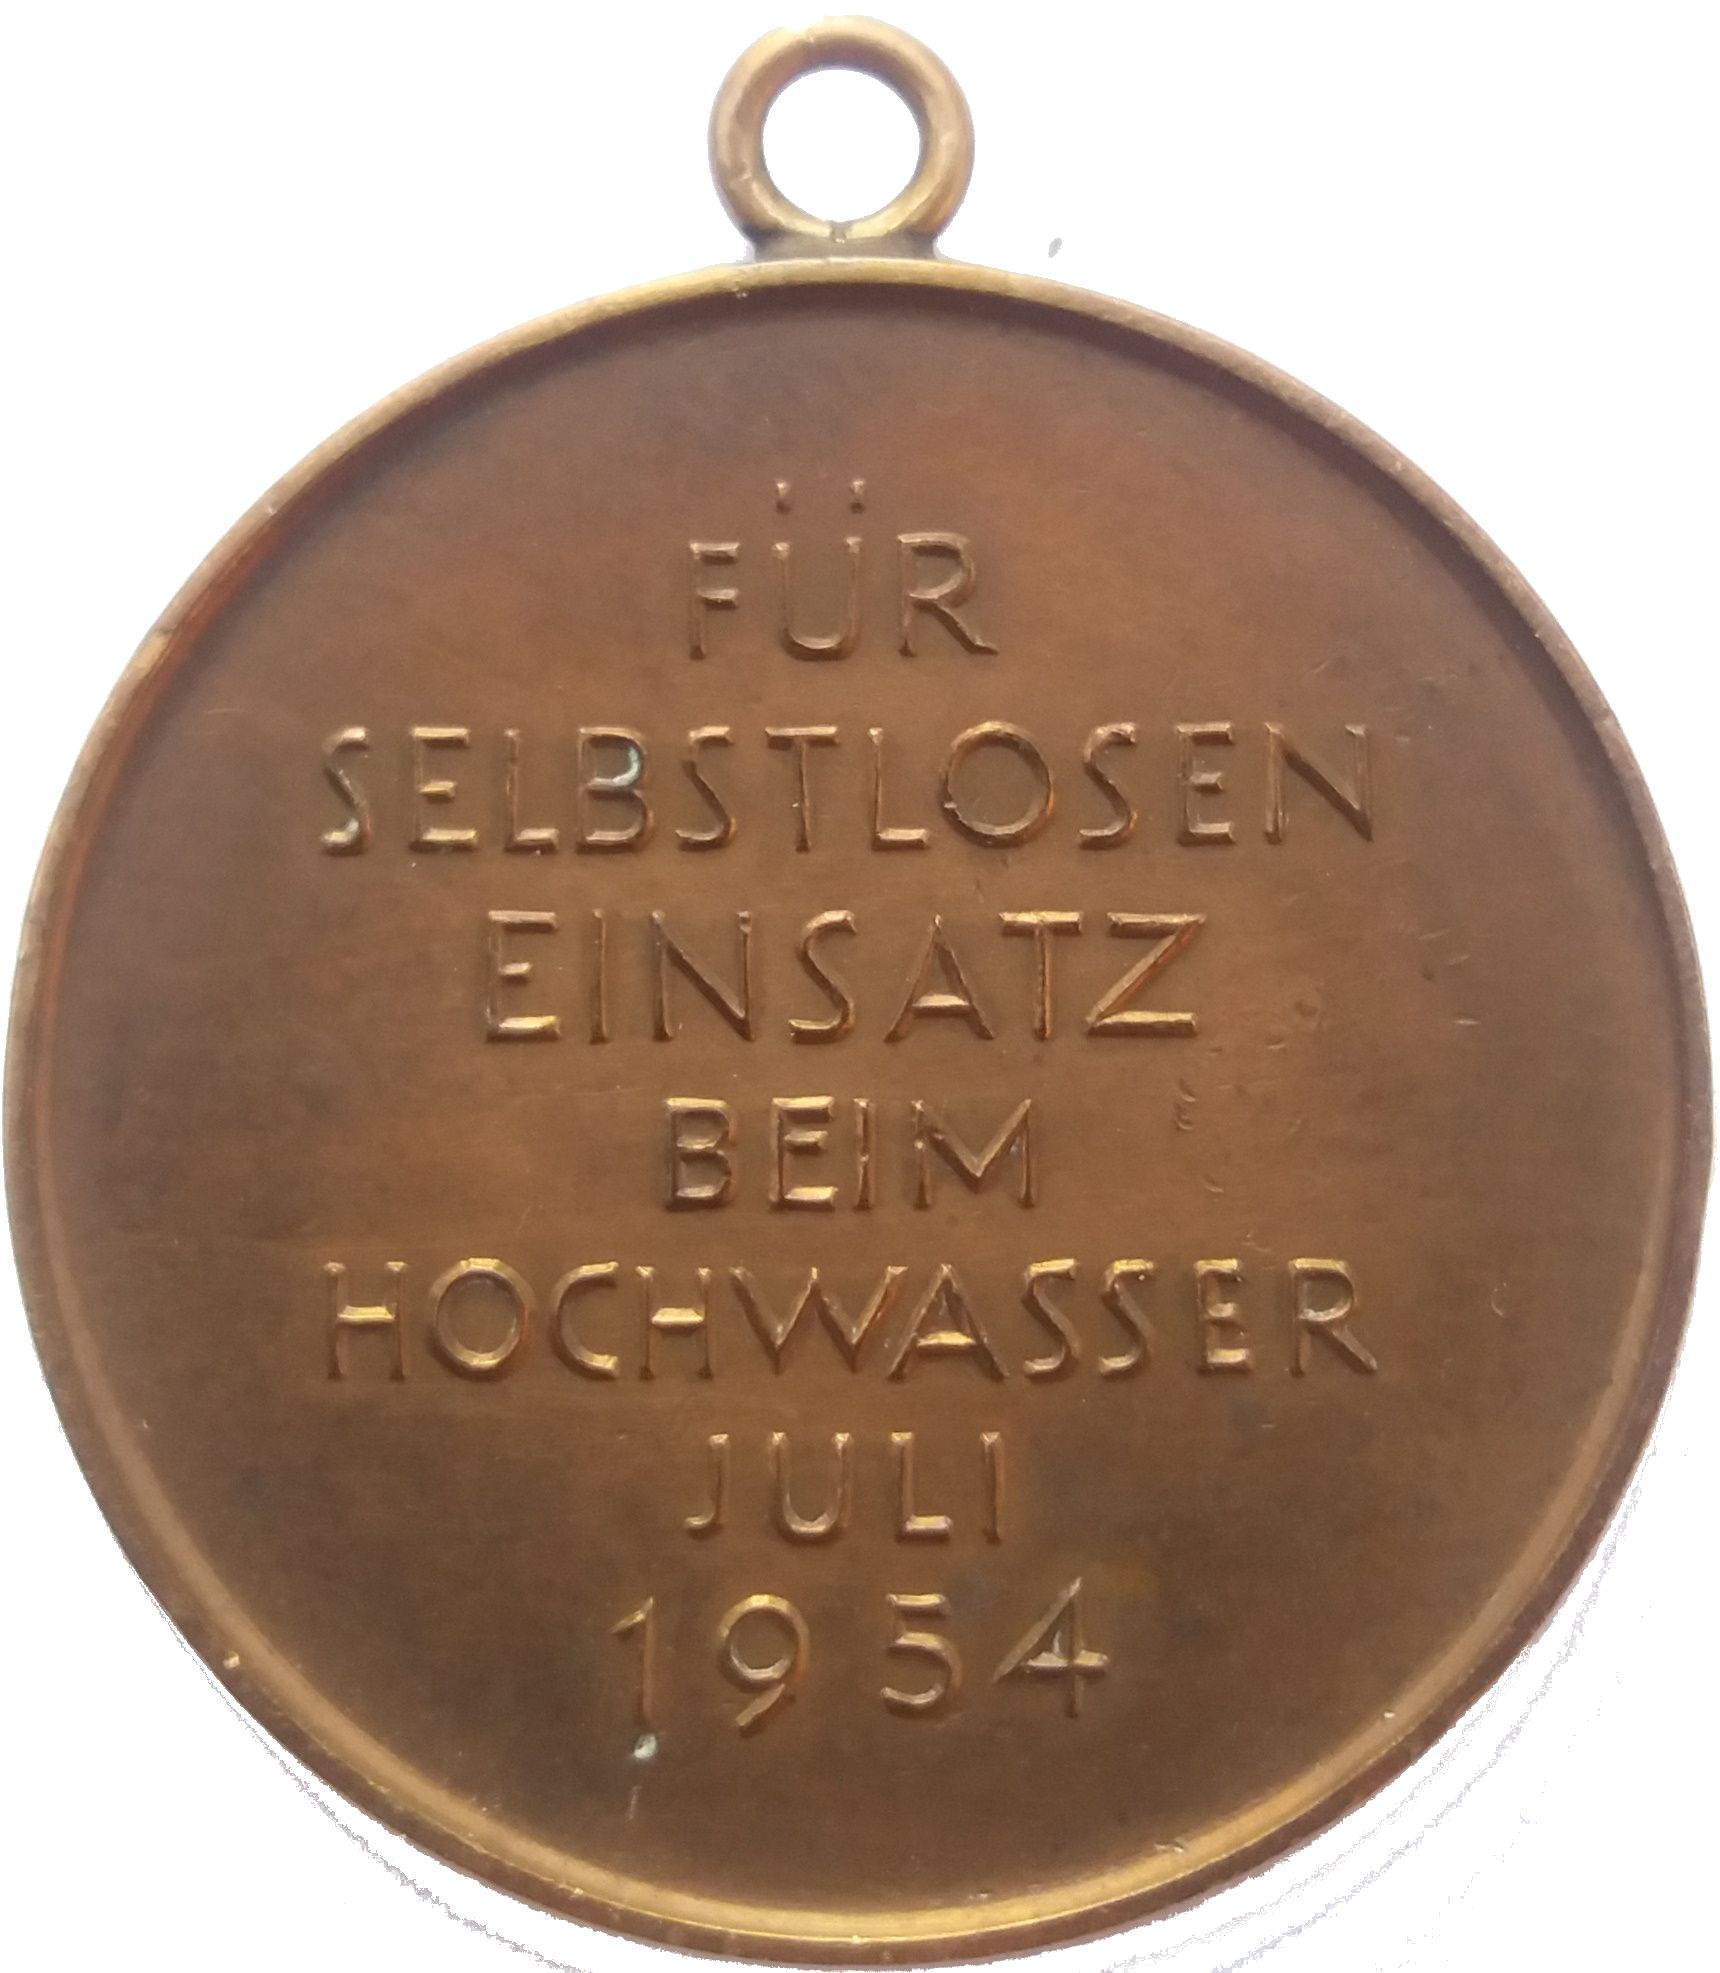 FÜR
SELBSTLOSEN
EINSATZ
BEIM
HOCHWASSER
JULI
1954